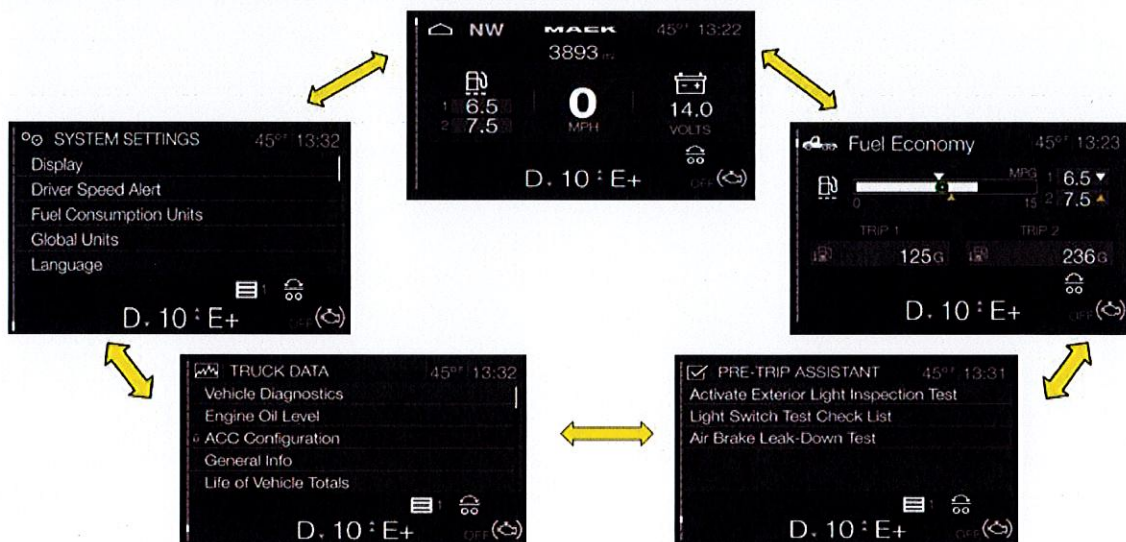 NW MACK 45°F 13:22
3893 mi
1 6.5
2 7.5
0
MPH
14.0
VOLTS
D 10 E+ OFF
SYSTEM SETTINGS 45°F 13:32
Display
Driver Speed Alert
Fuel Consumption Units
Global Units
Language
1
D 10 E+ OFF
Fuel Economy 45°F 13:23
MPG 1 6.5
0 15 2 7.5
TRIP 1 TRIP 2
125G 236G
D 10 E+ OFF
TRUCK DATA 45°F 13:32
Vehicle Diagnostics
Engine Oil Level
ACC Configuration
General Info
Life of Vehicle Totals
1
D 10 E+ OFF
PRE-TRIP ASSISTANT 45°F 13:31
Activate Exterior Light Inspection Test
Light Switch Test Check List
Air Brake Leak-Down Test
1
D 10 E+ OFF